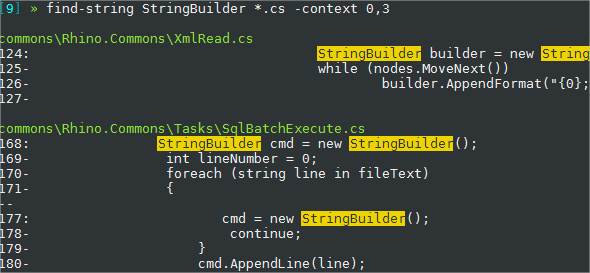 [9] » find-string StringBuilder *.cs -context 0,3
commons\Rhino.Commons\XmlRead.cs
124: StringBuilder builder = new String
125- while (nodes.MoveNext())
126- builder.AppendFormat("{0};
127-
commons\Rhino.Commons\Tasks\SqlBatchExecute.cs
168: StringBuilder cmd = new StringBuilder();
169- int lineNumber = 0;
170- foreach (string line in fileText)
171- {
--
177: cmd = new StringBuilder();
178- continue;
179- }
180- cmd.AppendLine(line);